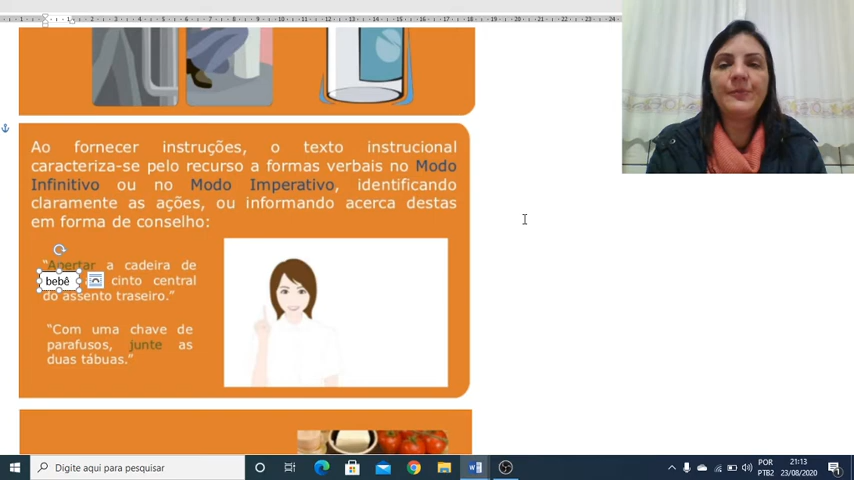 Ao fornecer instruções, o texto instrucional
caracteriza-se pelo recurso a formas verbais no Modo
Infinitivo ou no Modo Imperativo, identificando
claramente as ações, ou informando acerca destas
em forma de conselho:
“Apertar a cadeira de
bebê cinto central
do assento traseiro.”
“Com uma chave de
parafusos, junte as
duas tábuas.”
Digite aqui para pesquisar
POR
PTB2
21:13
23/08/2020